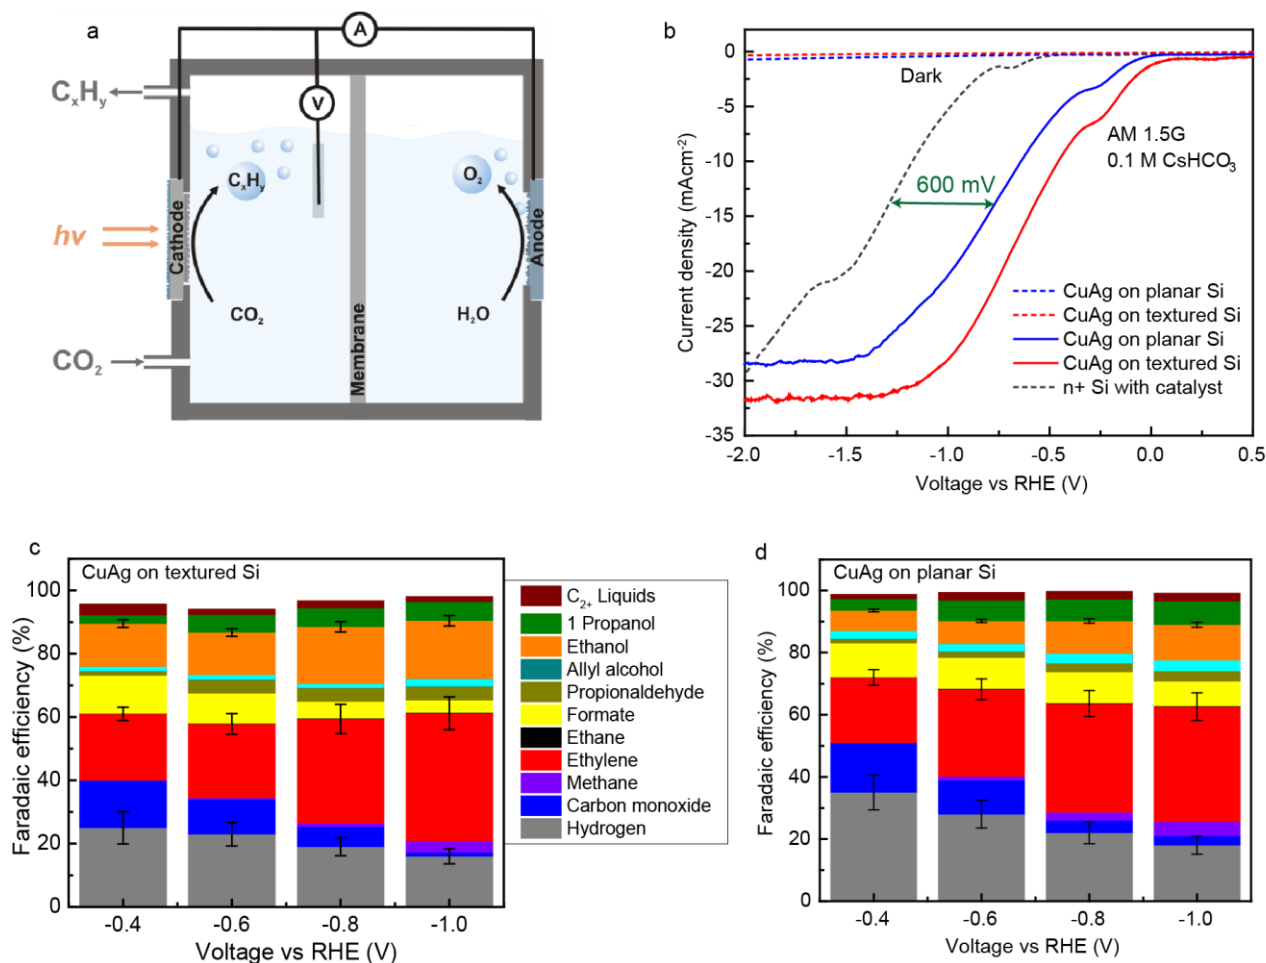 a
A
V
CₓHᵧ
CₓHᵧ
O₂
hv
Cathode
Anode
CO₂
H₂O
Membrane
CO₂
b
0
-5
-10
-15
-20
-25
-30
-35
Current density (mAcm⁻²)
Dark
AM 1.5G
0.1 M CsHCO₃
600 mV
CuAg on planar Si
CuAg on textured Si
CuAg on planar Si
CuAg on textured Si
n+ Si with catalyst
-2.0 -1.5 -1.0 -0.5 0.0 0.5
Voltage vs RHE (V)
c
CuAg on textured Si
100
80
60
40
20
0
Faradaic efficiency (%)
-0.4 -0.6 -0.8 -1.0
Voltage vs RHE (V)
C₂₊ Liquids
1 Propanol
Ethanol
Allyl alcohol
Propionaldehyde
Formate
Ethane
Ethylene
Methane
Carbon monoxide
Hydrogen
d
CuAg on planar Si
100
80
60
40
20
0
Faradaic efficiency (%)
-0.4 -0.6 -0.8 -1.0
Voltage vs RHE (V)